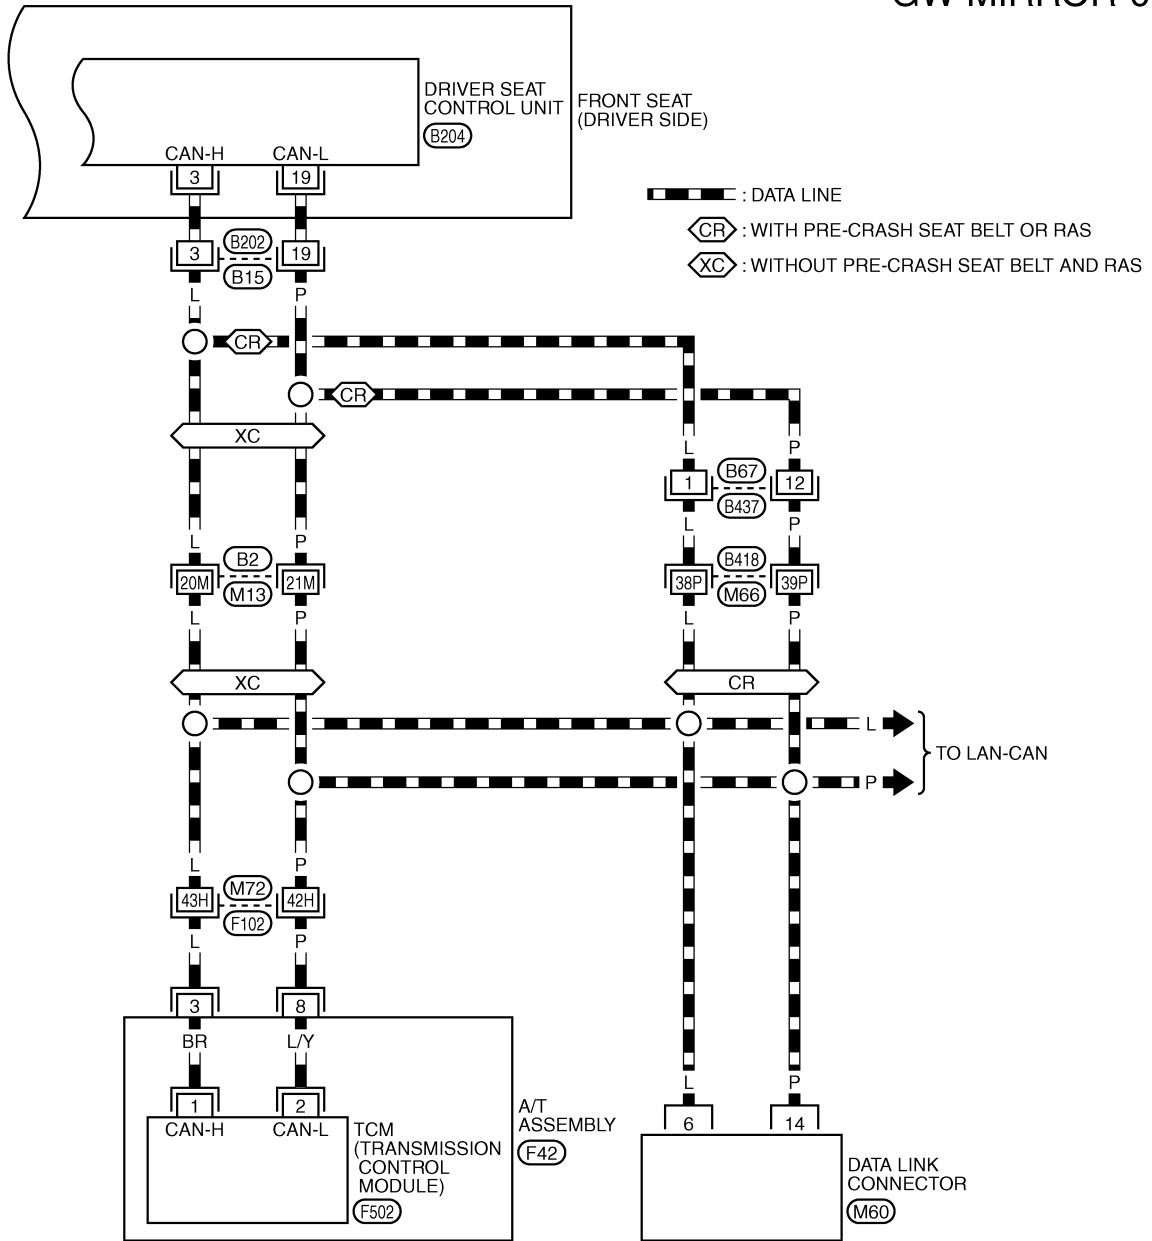 DRIVER SEAT
CONTROL UNIT
B204
FRONT SEAT
(DRIVER SIDE)
CAN-H CAN-L
3 19
: DATA LINE
CR : WITH PRE-CRASH SEAT BELT OR RAS
XC : WITHOUT PRE-CRASH SEAT BELT AND RAS
3 B202 19
B15
L P
CR
CR
XC
L P
1 B67 12
B437
L P
L P
20M B2 21M
M13
38P B418 39P
M66
L P
L P
XC
CR
L
TO LAN-CAN
P
L P
43H M72 42H
F102
L P
3 8
BR L/Y
1 2
CAN-H CAN-L
TCM
(TRANSMISSION
CONTROL
MODULE)
F502
A/T
ASSEMBLY
F42
L P
6 14
DATA LINK
CONNECTOR
M60